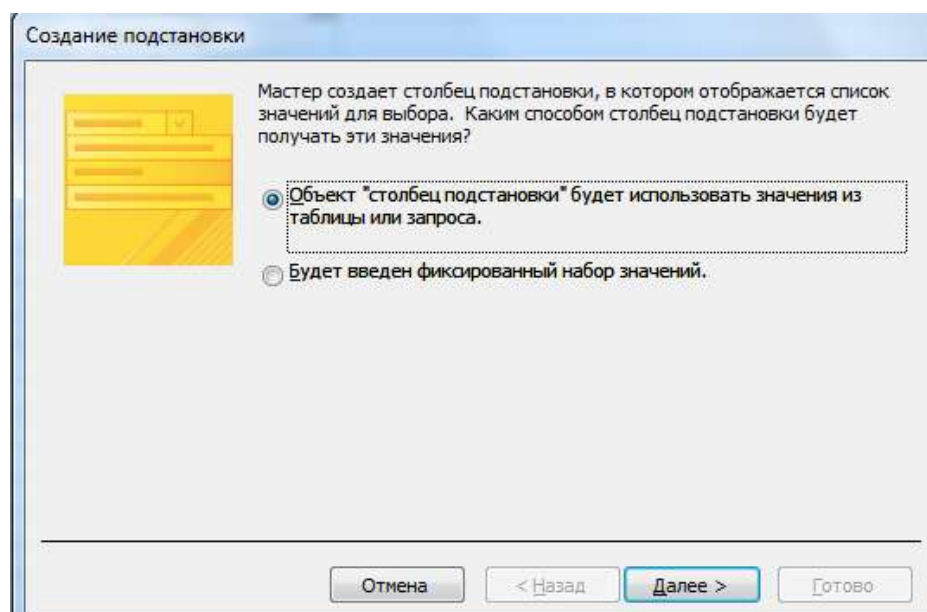 Создание подстановки
Мастер создает столбец подстановки, в котором отображается список
значений для выбора. Каким способом столбец подстановки будет
получать эти значения?
Объект "столбец подстановки" будет использовать значения из
таблицы или запроса.
Будет введен фиксированный набор значений.
Отмена
< Назад
Далее >
Готово